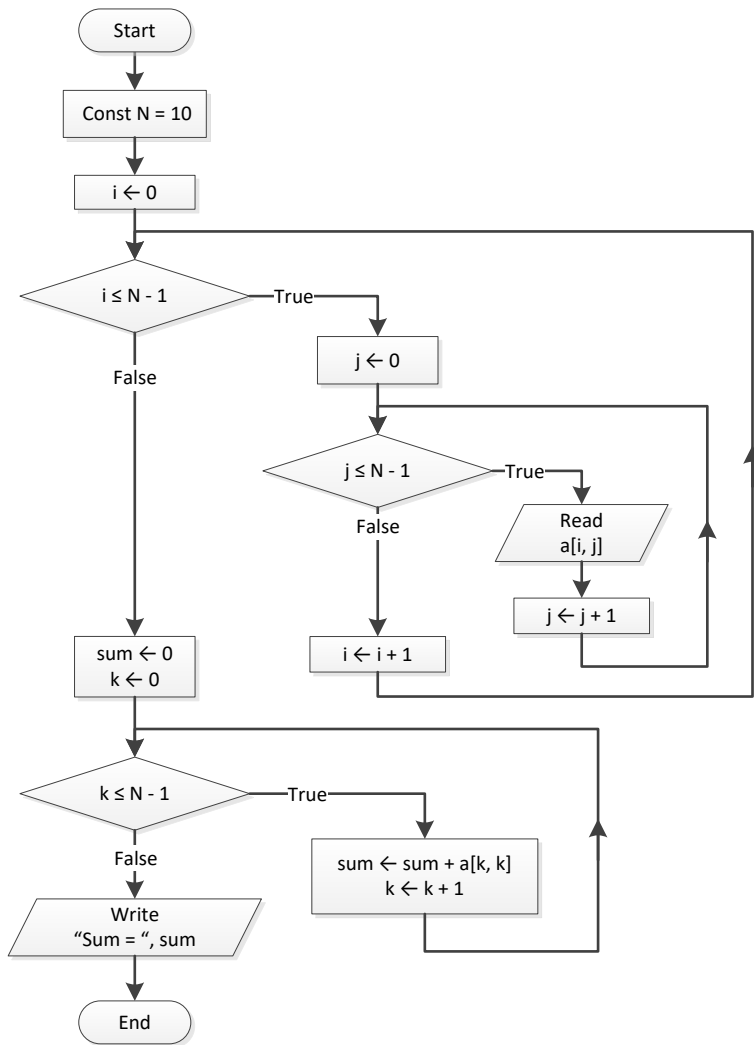 Start
Const N = 10
i ← 0
i ≤ N - 1
True
False
j ← 0
j ≤ N - 1
True
False
Read
a[i, j]
j ← j + 1
i ← i + 1
sum ← 0
k ← 0
k ≤ N - 1
True
False
sum ← sum + a[k, k]
k ← k + 1
Write
“Sum = “, sum
End